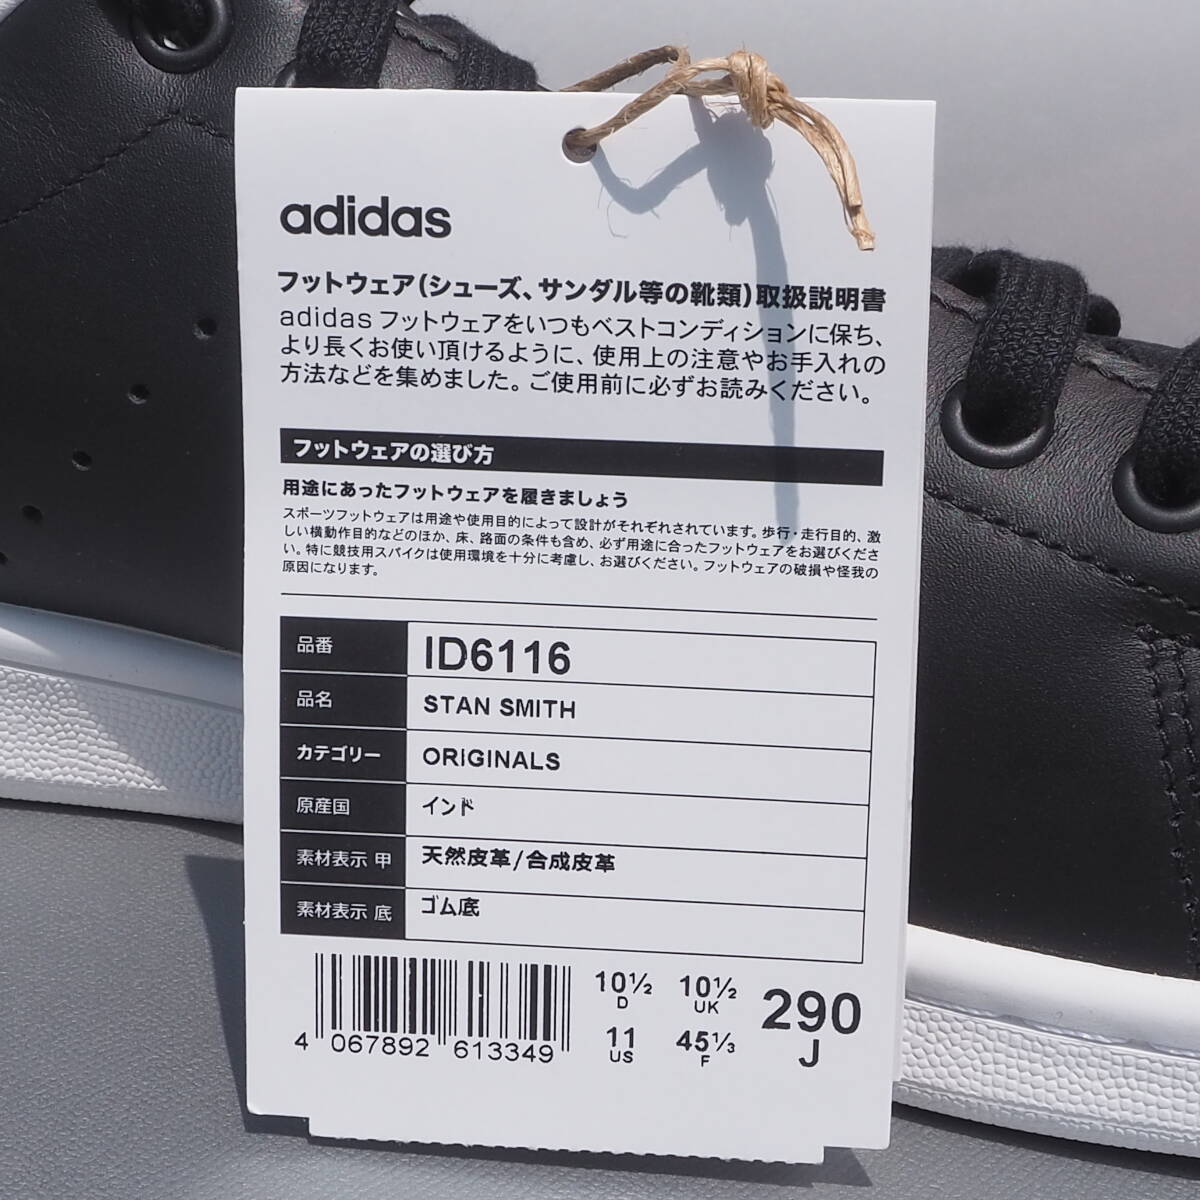 adidas
フットウェア(シューズ、サンダル等の靴類)取扱説明書
adidas フットウェアをいつもベストコンディションに保ち、
より長くお使い頂けるように、使用上の注意やお手入れの
方法などを集めました。ご使用前に必ずお読みください。
フットウェアの選び方
用途にあったフットウェアを履きましょう
スポーツフットウェアは用途や使用目的によって設計がそれぞれされています。歩行・走行目的、激
しい横動作目的などのほか、床、路面の条件も含め、必ず用途に合ったフットウェアをお選びくださ
い。特に競技用スパイクは使用環境を十分に考慮し、お選びください。フットウェアの破損や怪我の
原因になります。
品番 ID6116
品名 STAN SMITH
カテゴリー ORIGINALS
原産国 インド
素材表示 甲 天然皮革/合成皮革
素材表示 底 ゴム底
4 067892 613349
10½ D 10½ UK
11 US 45⅓ F
290 J